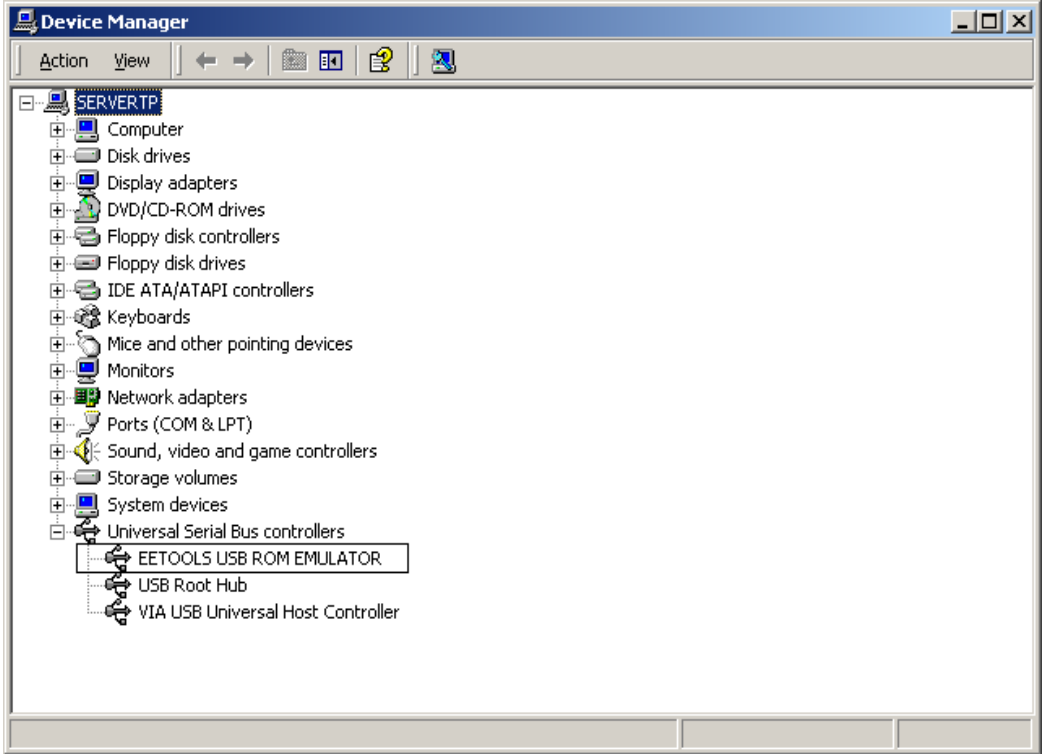 Device Manager
Action View
SERVERTP
Computer
Disk drives
Display adapters
DVD/CD-ROM drives
Floppy disk controllers
Floppy disk drives
IDE ATA/ATAPI controllers
Keyboards
Mice and other pointing devices
Monitors
Network adapters
Ports (COM & LPT)
Sound, video and game controllers
Storage volumes
System devices
Universal Serial Bus controllers
EETOOLS USB ROM EMULATOR
USB Root Hub
VIA USB Universal Host Controller